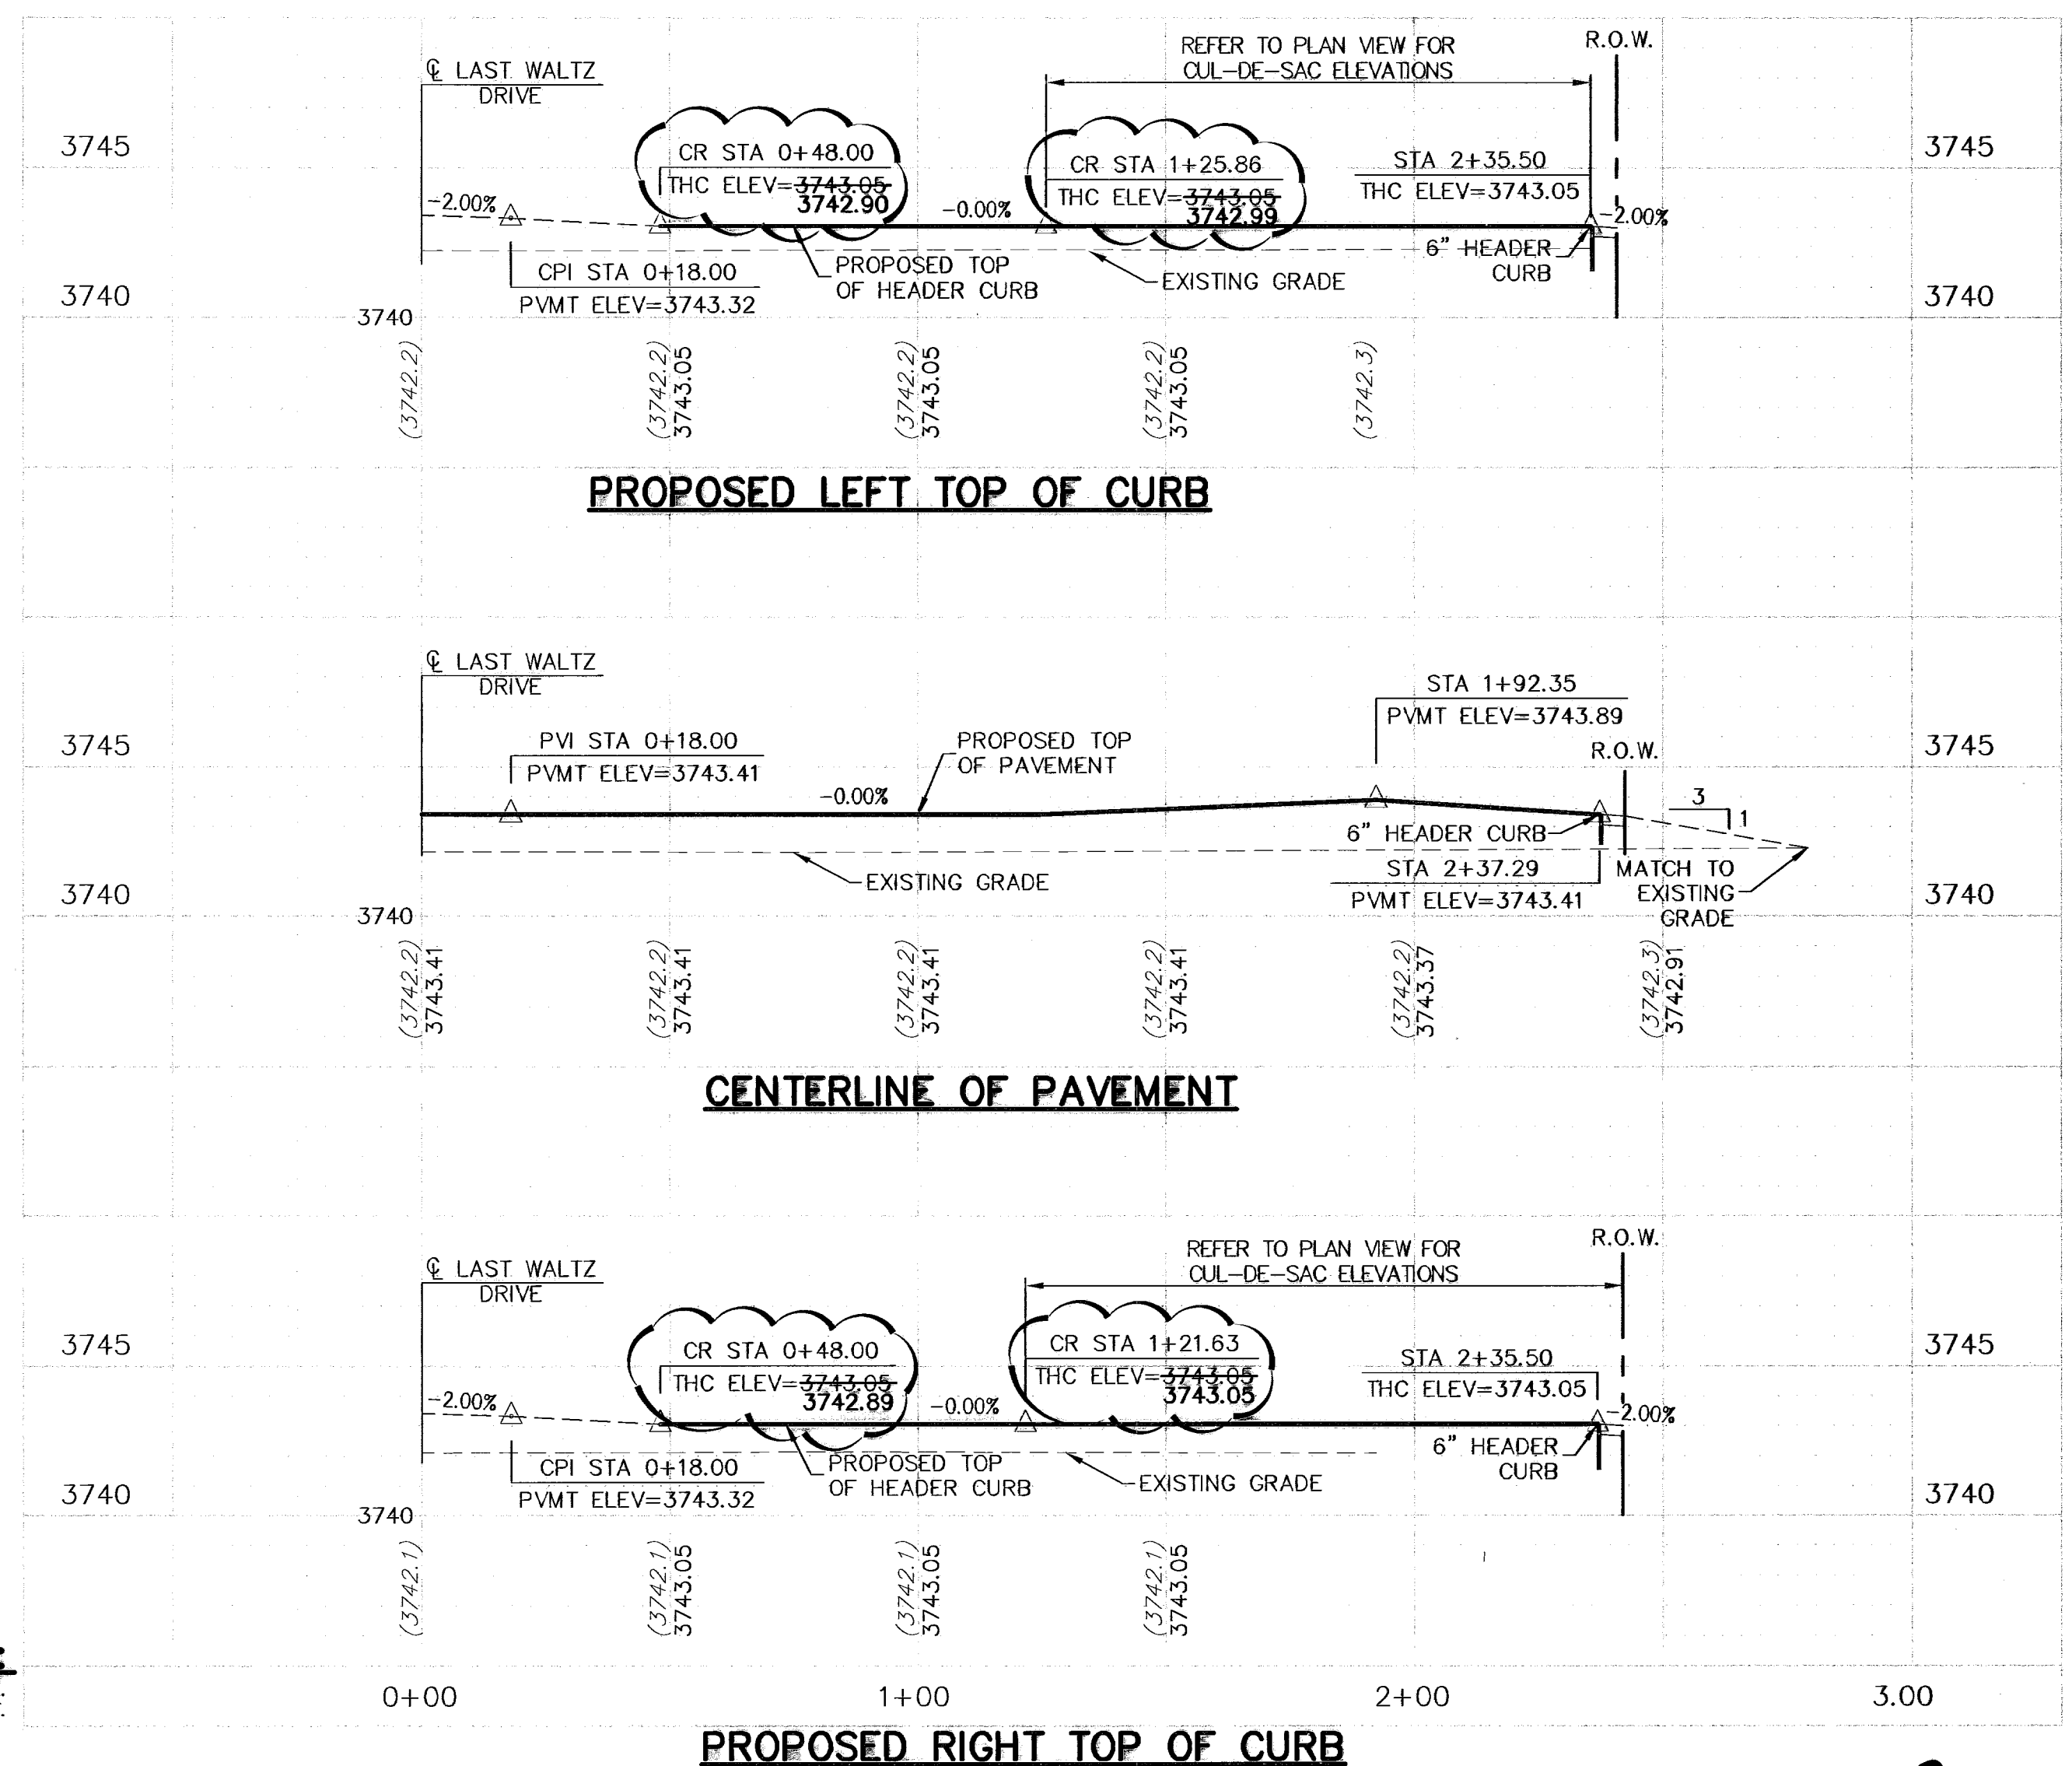 REFER TO PLAN VIEW FOR
CUL-DE-SAC ELEVATIONS
R.O.W.
℄ LAST WALTZ
DRIVE
3745
CR STA 0+48.00
THC ELEV=3743.05
3742.90
CR STA 1+25.86
THC ELEV=3743.05
3742.99
STA 2+35.50
THC ELEV=3743.05
3745
-2.00%
-0.00%
-2.00%
6" HEADER
CURB
CPI STA 0+18.00
PVMT ELEV=3743.32
PROPOSED TOP
OF HEADER CURB
EXISTING GRADE
3740
3740
3740
(3742.2)
(3742.2)
3743.05
(3742.2)
3743.05
(3742.2)
3743.05
(3742.3)
PROPOSED LEFT TOP OF CURB
℄ LAST WALTZ
DRIVE
STA 1+92.35
PVMT ELEV=3743.89
3745
PVI STA 0+18.00
PVMT ELEV=3743.41
PROPOSED TOP
OF PAVEMENT
R.O.W.
3745
-0.00%
3
1
6" HEADER CURB
EXISTING GRADE
STA 2+37.29
PVMT ELEV=3743.41
MATCH TO
EXISTING
GRADE
3740
3740
3740
(3742.2)
3743.41
(3742.2)
3743.41
(3742.2)
3743.41
(3742.2)
3743.41
(3742.2)
3743.37
(3742.3)
3742.91
CENTERLINE OF PAVEMENT
REFER TO PLAN VIEW FOR
CUL-DE-SAC ELEVATIONS
R.O.W.
℄ LAST WALTZ
DRIVE
3745
CR STA 0+48.00
THC ELEV=3743.05
3742.89
CR STA 1+21.63
THC ELEV=3743.05
3743.05
STA 2+35.50
THC ELEV=3743.05
3745
-2.00%
-0.00%
-2.00%
6" HEADER
CURB
CPI STA 0+18.00
PVMT ELEV=3743.32
PROPOSED TOP
OF HEADER CURB
EXISTING GRADE
3740
3740
3740
(3742.1)
(3742.1)
3743.05
(3742.1)
3743.05
(3742.1)
3743.05
0+00
1+00
2+00
3.00
PROPOSED RIGHT TOP OF CURB